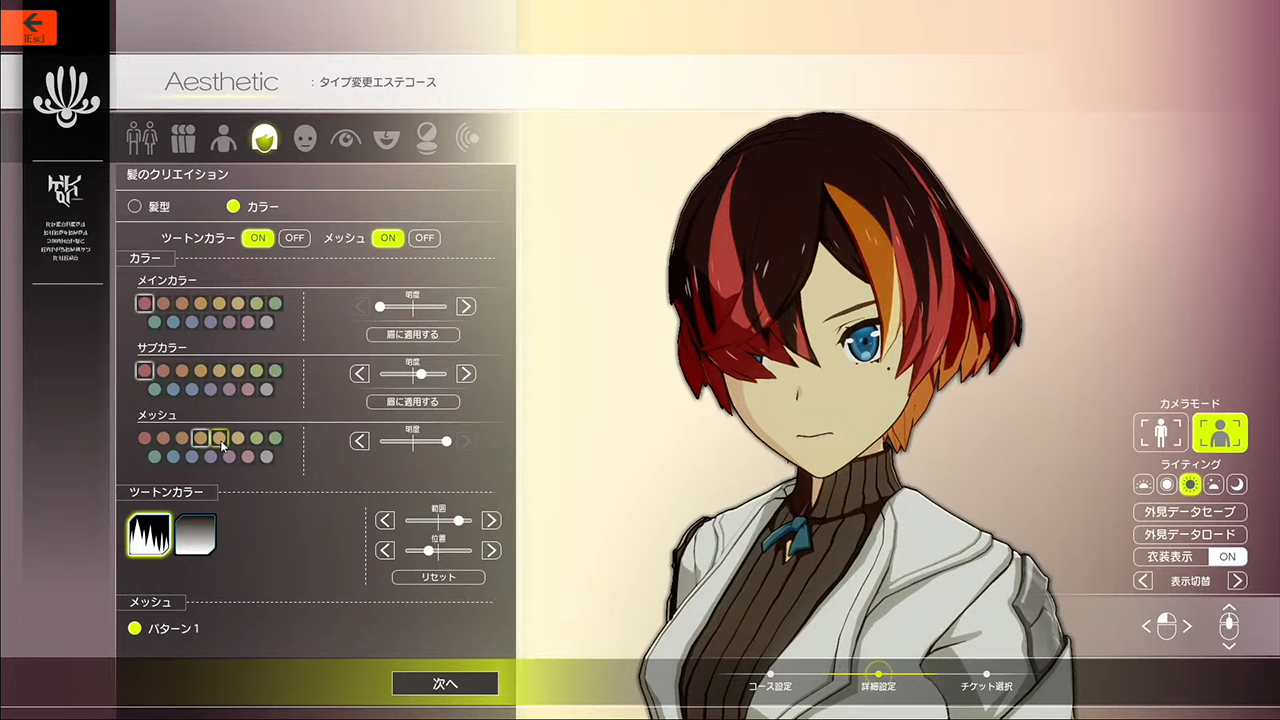 [Esc]
Aesthetic : タイプ変更エステコース
髪のクリエイション
髪型 カラー
ツートンカラー ON OFF メッシュ ON OFF
カラー
メインカラー
明度
眉に適用する
サブカラー
明度
眉に適用する
メッシュ
明度
ツートンカラー
範囲
位置
リセット
メッシュ
パターン1
次へ
カメラモード
ライティング
外見データセーブ
外見データロード
衣装表示 ON
表示切替
コース設定 詳細設定 チケット選択